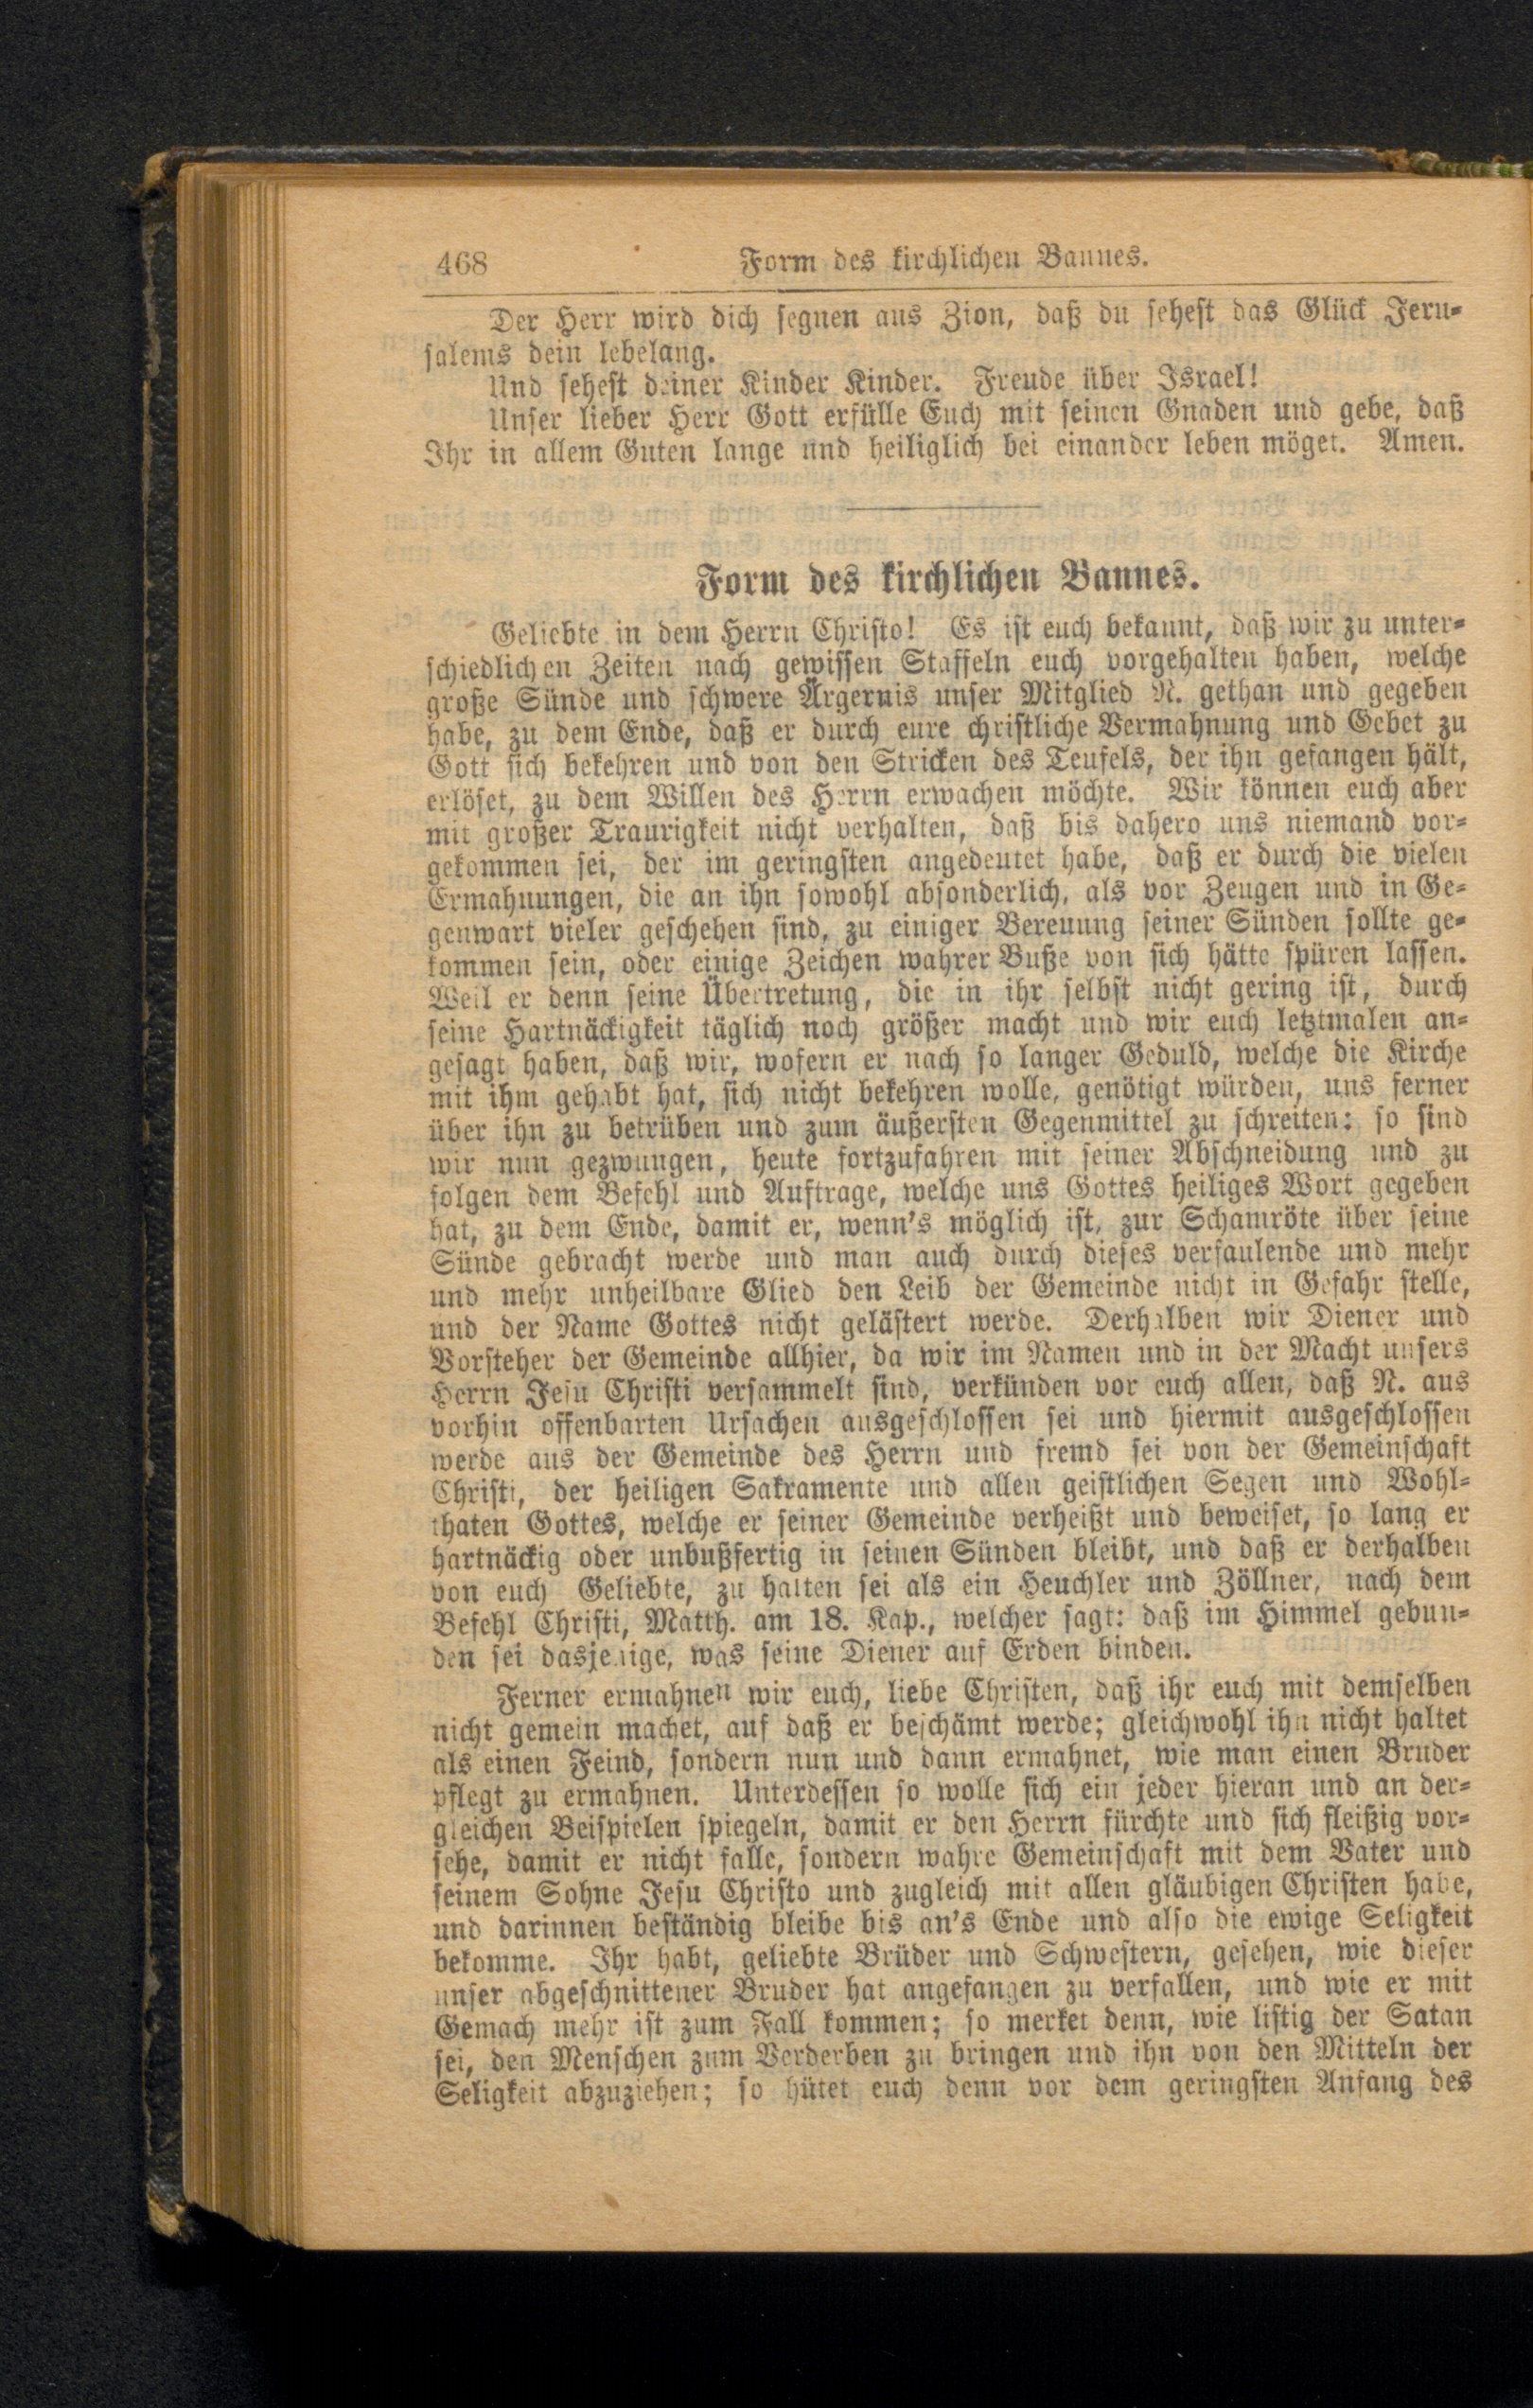 468 Form des kirchlichen Bannes.
Der Herr wird dich segnen aus Zion, daß du sehest das Glück Jeru-
salems dein lebelang.
Und sehest deiner Kinder Kinder. Freude über Israel!
Unser lieber Herr Gott erfülle Euch mit seinen Gnaden und gebe, daß
Ihr in allem Guten lange und heiliglich bei einander leben möget. Amen.
Form des kirchlichen Bannes.
Geliebte in dem Herrn Christo! Es ist euch bekannt, daß wir zu unter-
schiedlichen Zeiten nach gewissen Staffeln euch vorgehalten haben, welche
große Sünde und schwere Ärgernis unser Mitglied N. gethan und gegeben
habe, zu dem Ende, daß er durch eure christliche Vermahnung und Gebet zu
Gott sich bekehren und von den Stricken des Teufels, der ihn gefangen hält,
erlöset, zu dem Willen des Herrn erwachen möchte. Wir können euch aber
mit großer Traurigkeit nicht verhalten, daß bis dahero uns niemand vor-
gekommen sei, der im geringsten angedeutet habe, daß er durch die vielen
Ermahnungen, die an ihn sowohl absonderlich, als vor Zeugen und in Ge-
genwart vieler geschehen sind, zu einiger Bereuung seiner Sünden sollte ge-
kommen sein, oder einige Zeichen wahrer Buße von sich hätte spüren lassen.
Weil er denn seine Übertretung, die in ihr selbst nicht gering ist, durch
seine Hartnäckigkeit täglich noch größer macht und wir euch letztmalen an-
gesagt haben, daß wir, wofern er nach so langer Geduld, welche die Kirche
mit ihm gehabt hat, sich nicht bekehren wolle, genötigt würden, uns ferner
über ihn zu betrüben und zum äußersten Gegenmittel zu schreiten: so sind
wir nun gezwungen, heute fortzufahren mit seiner Abschneidung und zu
folgen dem Befehl und Auftrage, welche uns Gottes heiliges Wort gegeben
hat, zu dem Ende, damit er, wenn's möglich ist, zur Schamröte über seine
Sünde gebracht werde und man auch durch dieses verfaulende und mehr
und mehr unheilbare Glied den Leib der Gemeinde nicht in Gefahr stelle,
und der Name Gottes nicht gelästert werde. Derhalben wir Diener und
Vorsteher der Gemeinde allhier, da wir im Namen und in der Macht unsers
Herrn Jesu Christi versammelt sind, verkünden vor euch allen, daß N. aus
vorhin offenbarten Ursachen ausgeschlossen sei und hiermit ausgeschlossen
werde aus der Gemeinde des Herrn und fremd sei von der Gemeinschaft
Christi, der heiligen Sakramente und allen geistlichen Segen und Wohl-
thaten Gottes, welche er seiner Gemeinde verheißt und beweiset, so lang er
hartnäckig oder unbußfertig in seinen Sünden bleibt, und daß er derhalben
von euch Geliebte, zu halten sei als ein Heuchler und Zöllner, nach dem
Befehl Christi, Matth. am 18. Kap., welcher sagt: daß im Himmel gebun-
den sei dasjenige, was seine Diener auf Erden binden.
Ferner ermahnen wir euch, liebe Christen, daß ihr euch mit demselben
nicht gemein machet, auf daß er beschämt werde; gleichwohl ihn nicht haltet
als einen Feind, sondern nun und dann ermahnet, wie man einen Bruder
pflegt zu ermahnen. Unterdessen so wolle sich ein jeder hieran und an der-
gleichen Beispielen spiegeln, damit er den Herrn fürchte und sich fleißig vor-
sehe, damit er nicht falle, sondern wahre Gemeinschaft mit dem Vater und
seinem Sohne Jesu Christo und zugleich mit allen gläubigen Christen habe,
und darinnen beständig bleibe bis an's Ende und also die ewige Seligkeit
bekomme. Ihr habt, geliebte Brüder und Schwestern, gesehen, wie dieser
unser abgeschnittener Bruder hat angefangen zu verfallen, und wie er mit
Gemach mehr ist zum Fall kommen; so merket denn, wie listig der Satan
sei, den Menschen zum Verderben zu bringen und ihn von den Mitteln der
Seligkeit abzuziehen; so hütet euch denn vor dem geringsten Anfang des